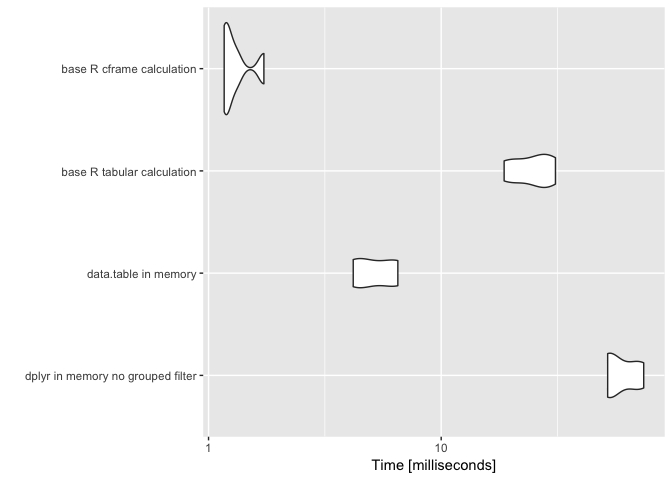 base R cframe calculation
base R tabular calculation
data.table in memory
dplyr in memory no grouped filter
1 10
Time [milliseconds]